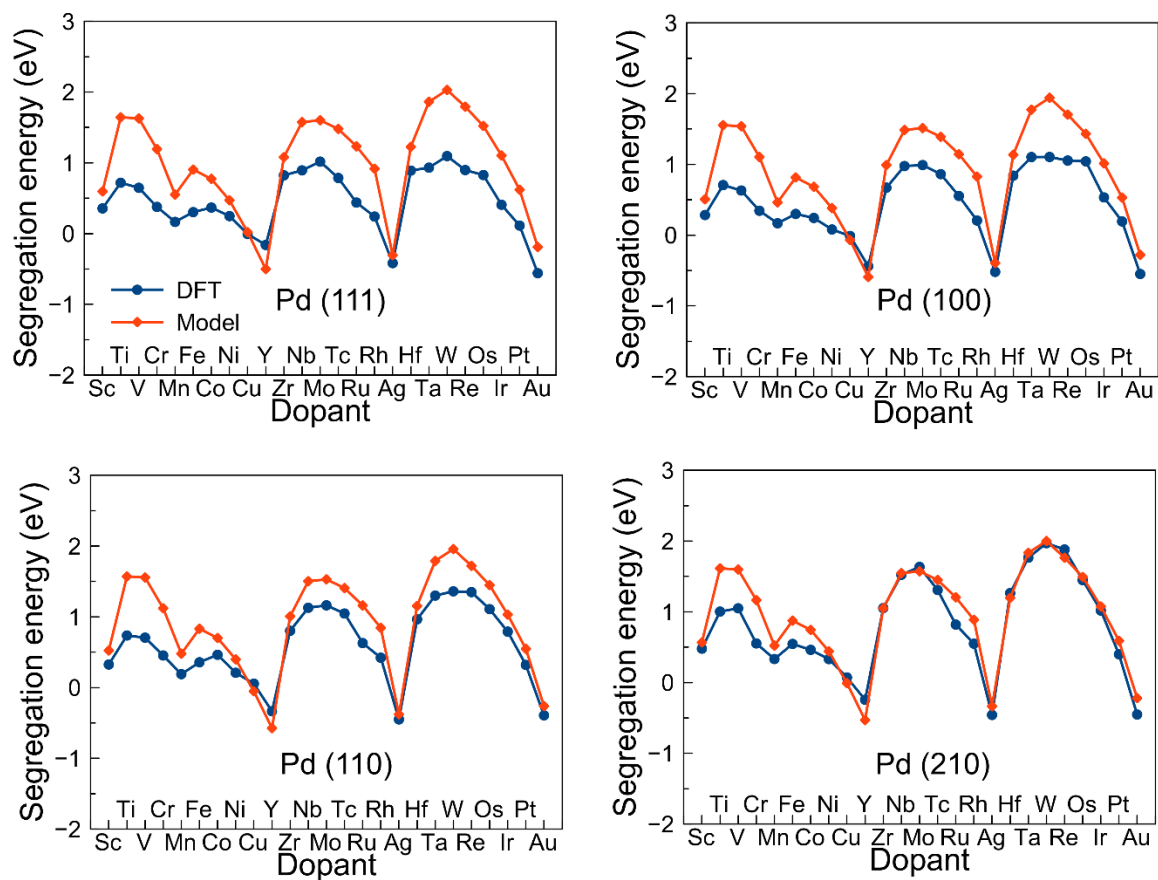 Segregation energy (eV)
3
2
1
0
−1
−2
DFT
Model
Pd (111)
Ti Cr Fe Ni Y Nb Tc Rh Hf W Os Pt
Sc V Mn Co Cu Zr Mo Ru Ag Ta Re Ir Au
Dopant
Segregation energy (eV)
3
2
1
0
−1
−2
Pd (100)
Ti Cr Fe Ni Y Nb Tc Rh Hf W Os Pt
Sc V Mn Co Cu Zr Mo Ru Ag Ta Re Ir Au
Dopant
Segregation energy (eV)
3
2
1
0
−1
−2
Pd (110)
Ti Cr Fe Ni Y Nb Tc Rh Hf W Os Pt
Sc V Mn Co Cu Zr Mo Ru Ag Ta Re Ir Au
Dopant
Segregation energy (eV)
3
2
1
0
−1
−2
Pd (210)
Ti Cr Fe Ni Y Nb Tc Rh Hf W Os Pt
Sc V Mn Co Cu Zr Mo Ru Ag Ta Re Ir Au
Dopant